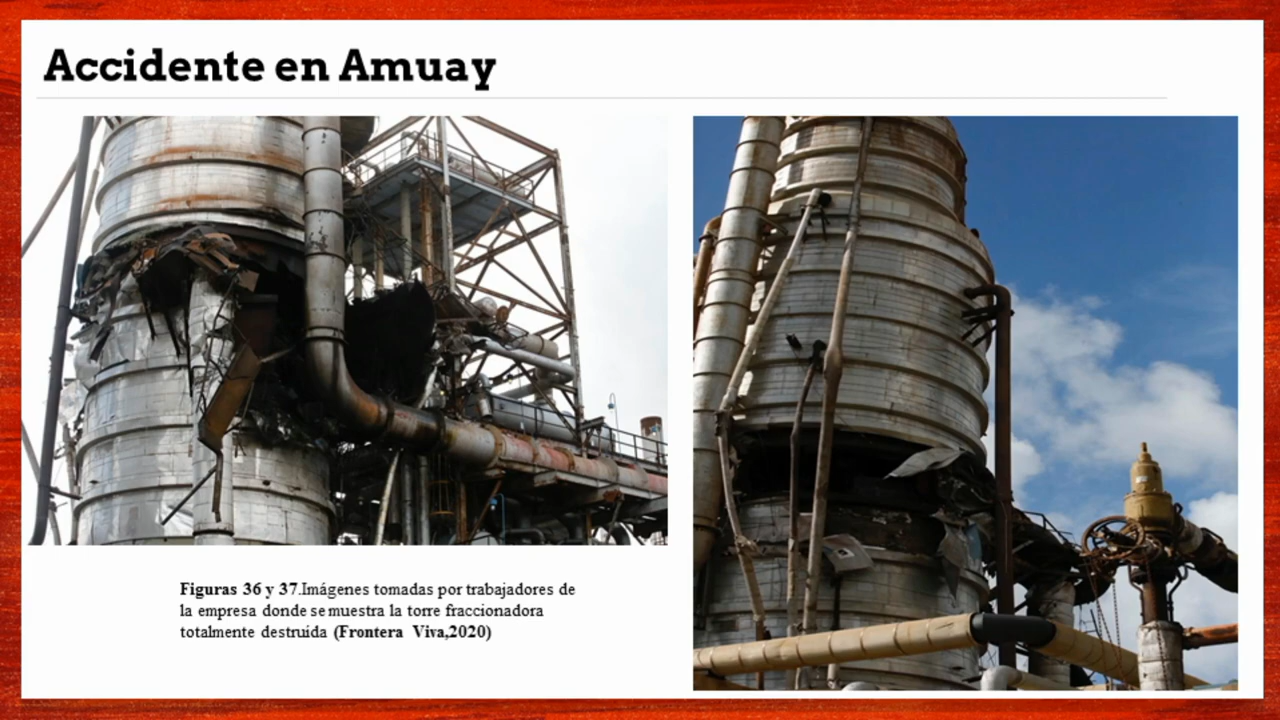 Accidente en Amuay
Figuras 36 y 37.Imágenes tomadas por trabajadores de
la empresa donde se muestra la torre fraccionadora
totalmente destruida (Frontera Viva,2020)